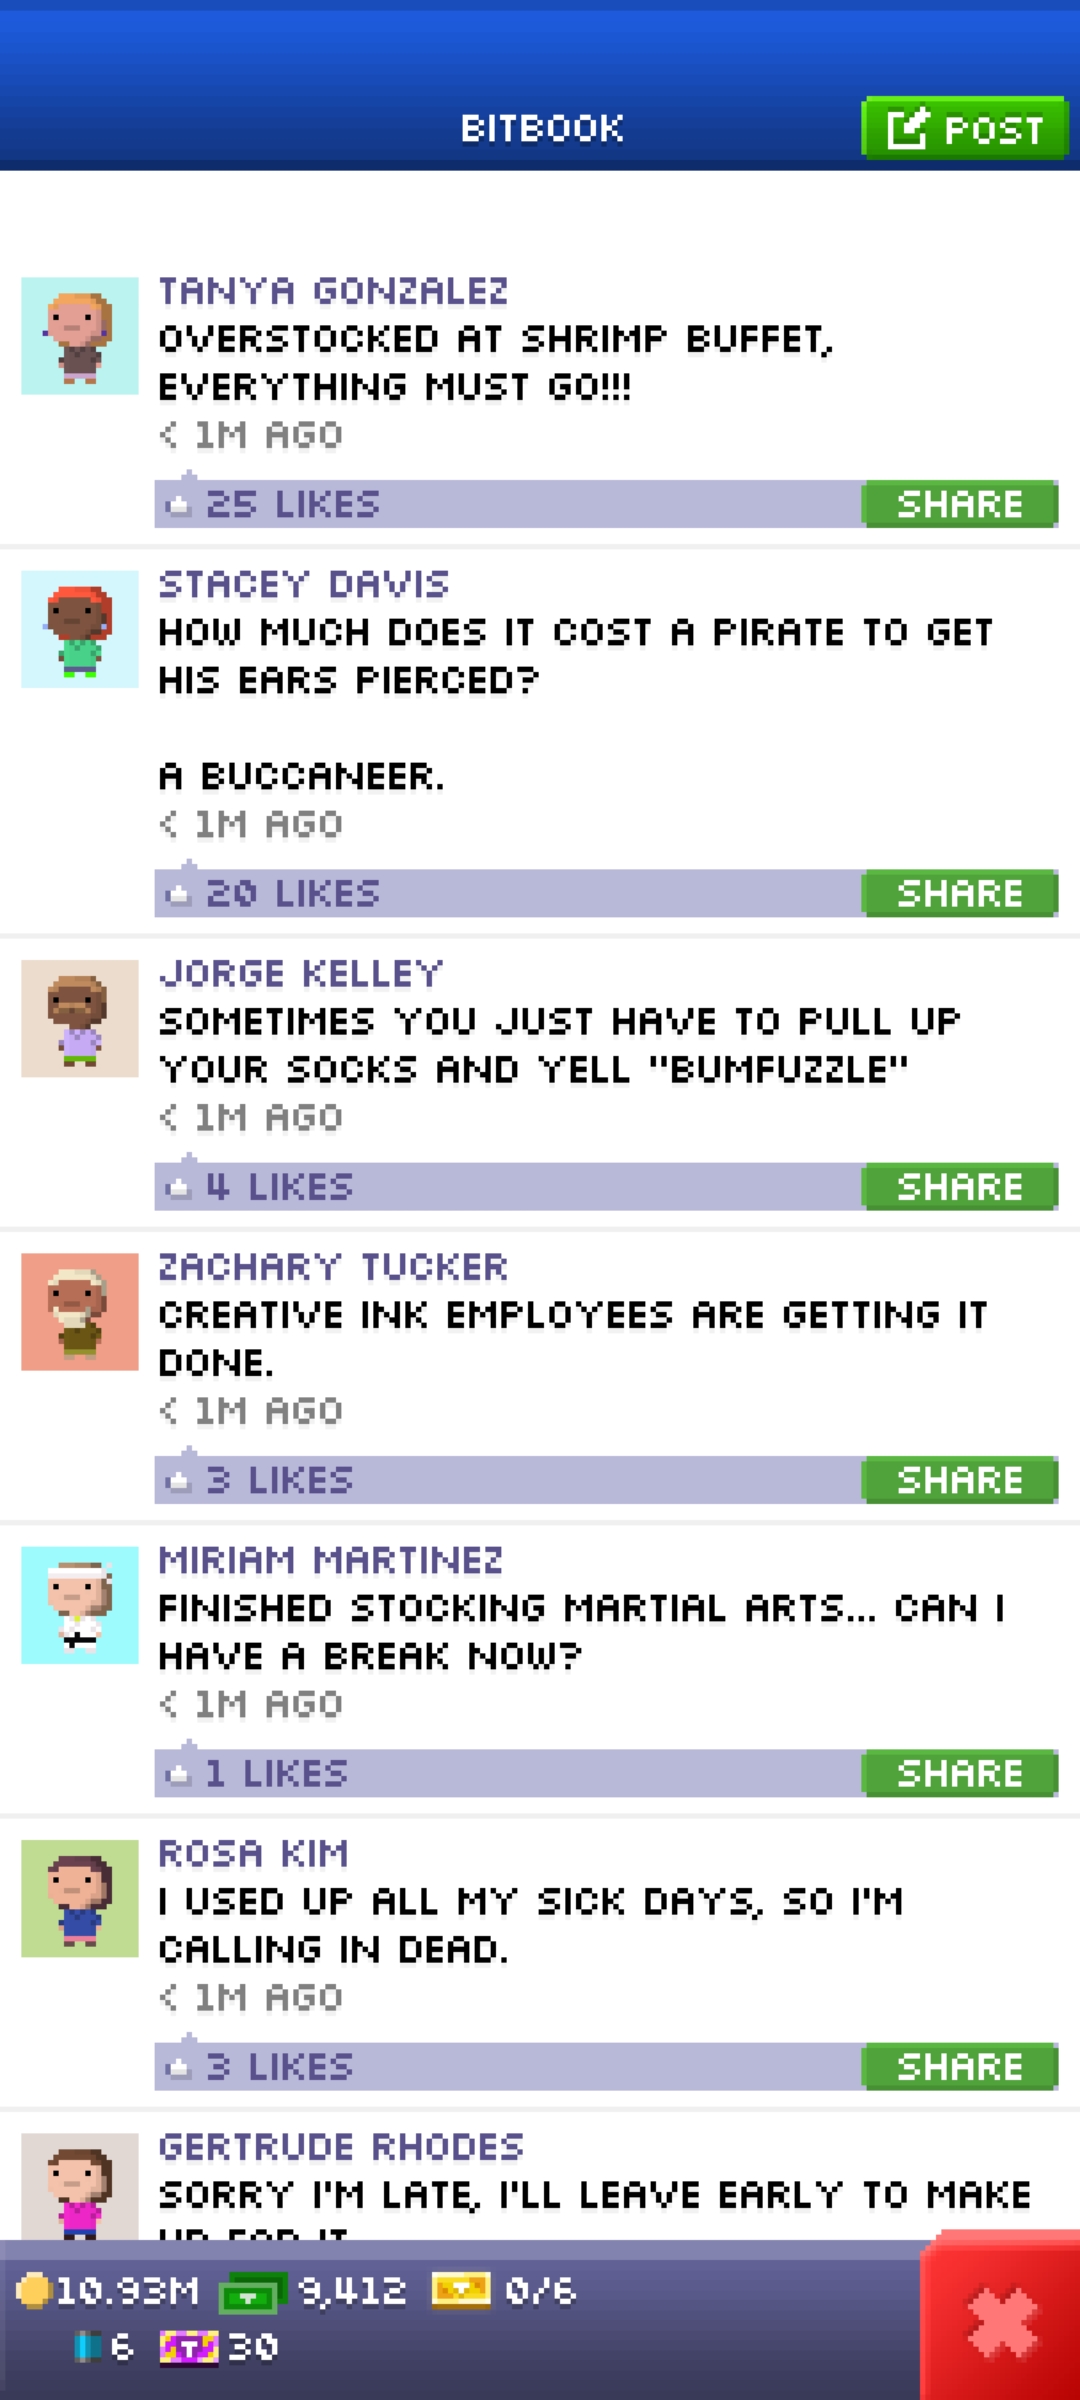 BITBOOK
POST
TANYA GONZALEZ
OVERSTOCKED AT SHRIMP BUFFET,
EVERYTHING MUST GO!!!
< 1M AGO
25 LIKES
SHARE
STACEY DAVIS
HOW MUCH DOES IT COST A PIRATE TO GET
HIS EARS PIERCED?
A BUCCANEER.
< 1M AGO
20 LIKES
SHARE
JORGE KELLEY
SOMETIMES YOU JUST HAVE TO PULL UP
YOUR SOCKS AND YELL "BUMFUZZLE"
< 1M AGO
4 LIKES
SHARE
ZACHARY TUCKER
CREATIVE INK EMPLOYEES ARE GETTING IT
DONE.
< 1M AGO
3 LIKES
SHARE
MIRIAM MARTINEZ
FINISHED STOCKING MARTIAL ARTS... CAN I
HAVE A BREAK NOW?
< 1M AGO
1 LIKES
SHARE
ROSA KIM
I USED UP ALL MY SICK DAYS, SO I'M
CALLING IN DEAD.
< 1M AGO
3 LIKES
SHARE
GERTRUDE RHODES
SORRY I'M LATE, I'LL LEAVE EARLY TO MAKE
UP FOR IT
10.93M 9,412 0/6
6 T 30